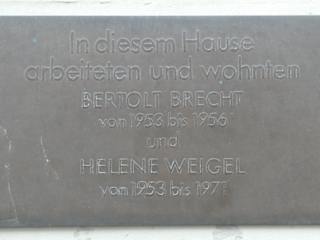 In diesem Hause
arbeiteten und wohnten
BERTOLT BRECHT
von 1953 bis 1956
und
HELENE WEIGEL
von 1953 bis 1971